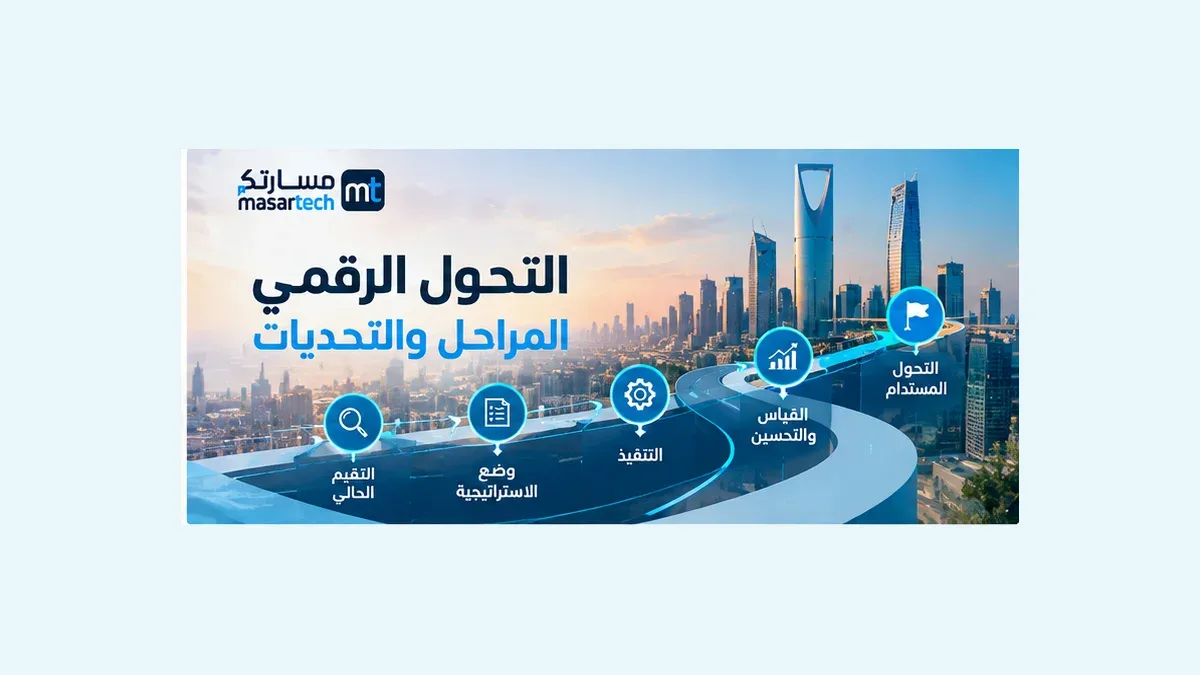 مسارتك
masartech
mt
التحول الرقمي
المراحل والتحديات
التقيم
الحالي
وضع
الاستراتيجية
التنفيذ
القياس
والتحسين
التحول
المستدام